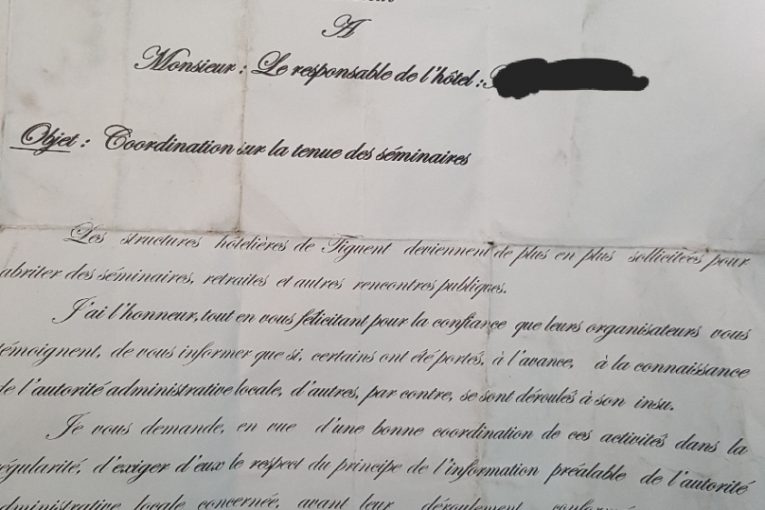 A
Monsieur : Le responsable de l'hôtel :
Objet : Coordination sur la tenue des séminaires
Les structures hôtelières de Tiguent deviennent de plus en plus sollicitées pour
abriter des séminaires, retraites et autres rencontres publiques.
J'ai l'honneur, tout en vous félicitant pour la confiance que leurs organisateurs vous
témoignent, de vous informer que si, certains ont été portés, à l'avance, à la connaissance
de l'autorité administrative locale, d'autres, par contre, se sont déroulés à son insu.
Je vous demande, en vue d'une bonne coordination de ces activités dans la
régularité, d'exiger d'eux le respect du principe de l'information préalable de l'autorité
administrative locale concernée, avant leur déroulement